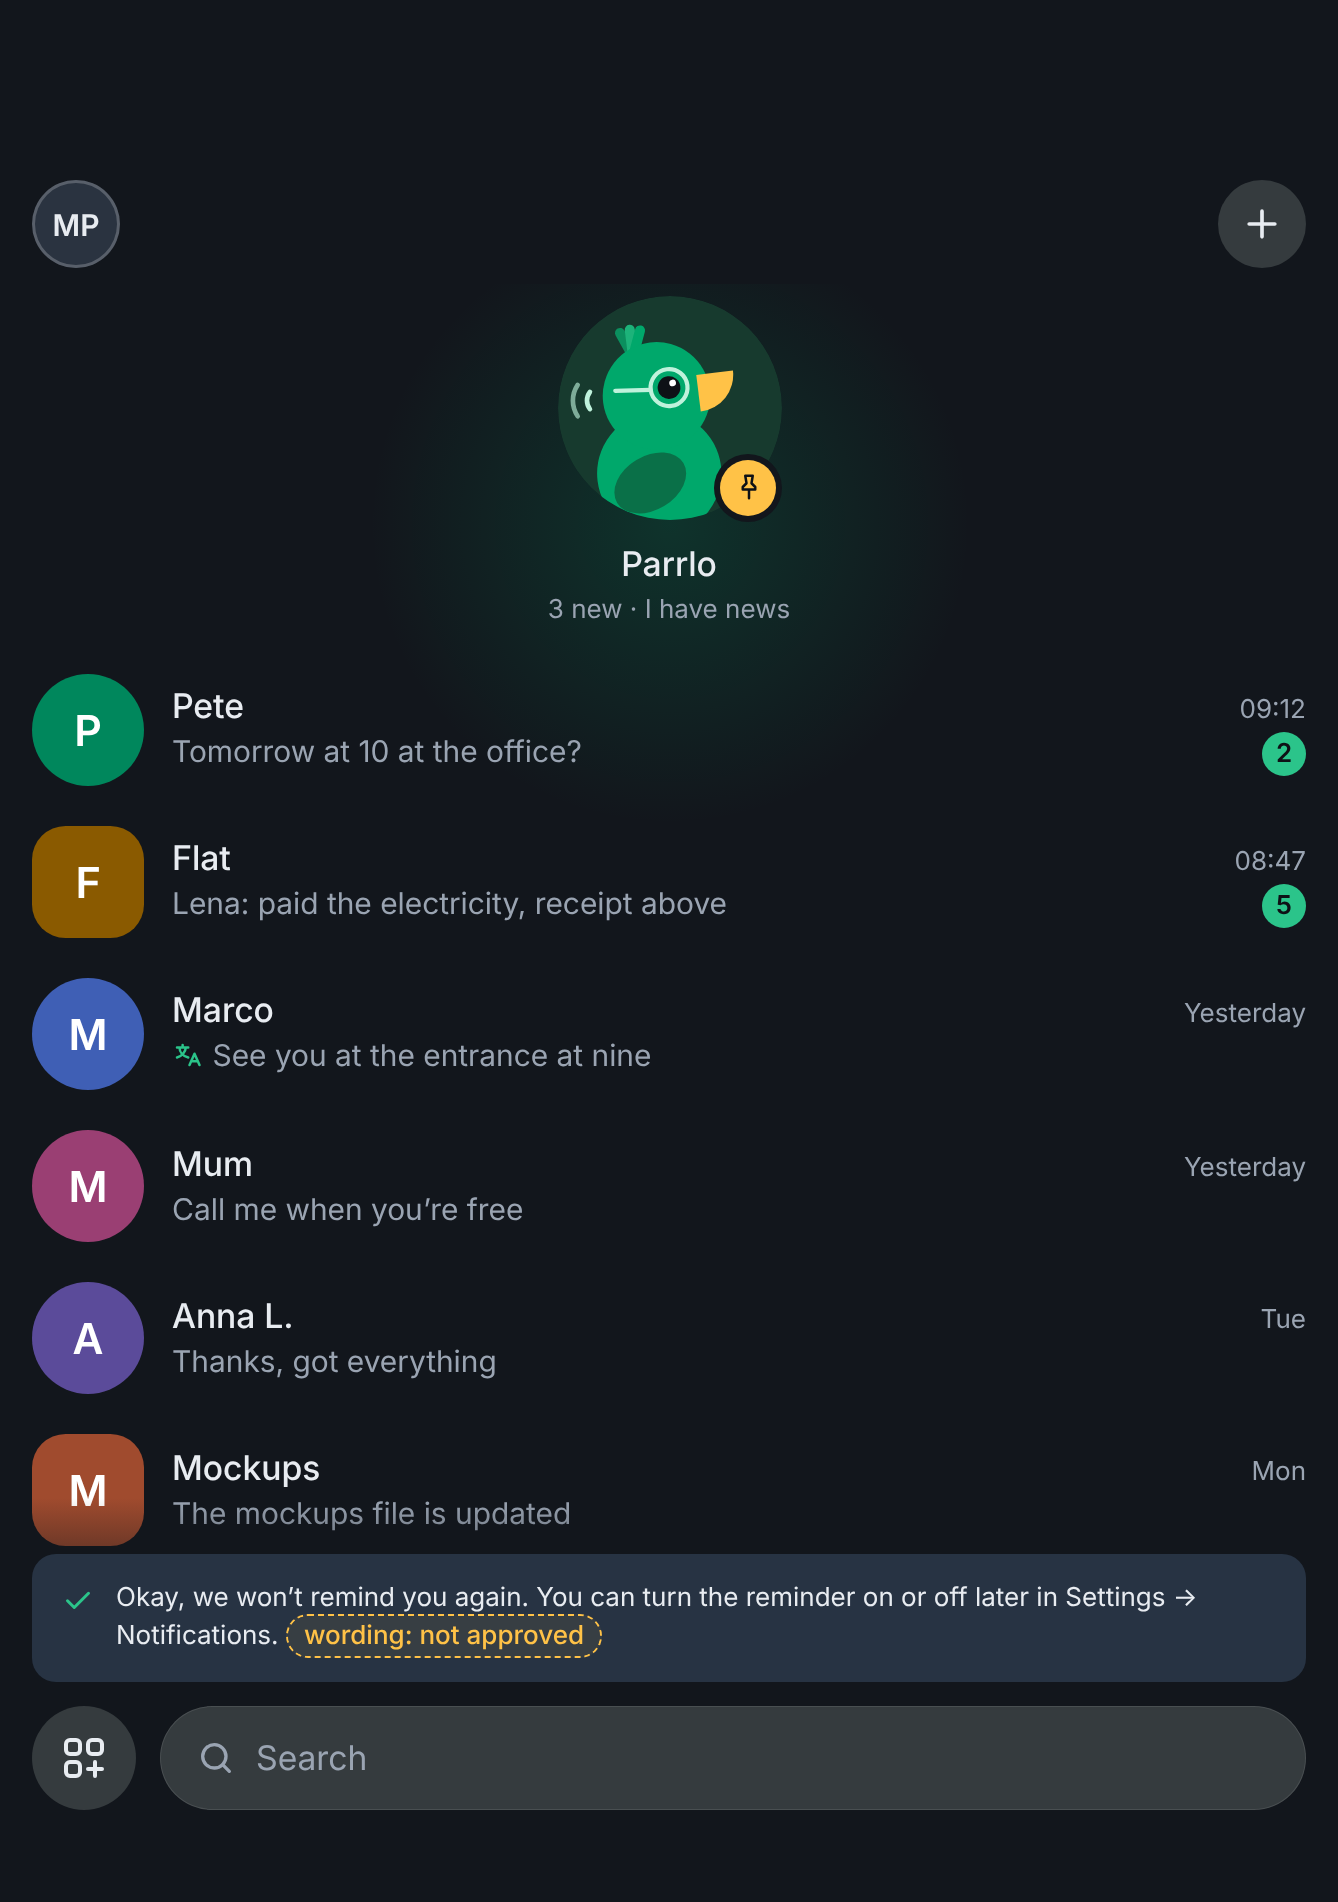 MP
Parrlo
3 new · I have news
P
Pete
09:12
Tomorrow at 10 at the office?
2
F
Flat
08:47
Lena: paid the electricity, receipt above
5
M
Marco
Yesterday
See you at the entrance at nine
M
Mum
Yesterday
Call me when you’re free
A
Anna L.
Tue
Thanks, got everything
M
Mockups
Mon
The mockups file is updated
Okay, we won’t remind you again. You can turn the reminder on or off later in Settings →
Notifications. wording: not approved
Search